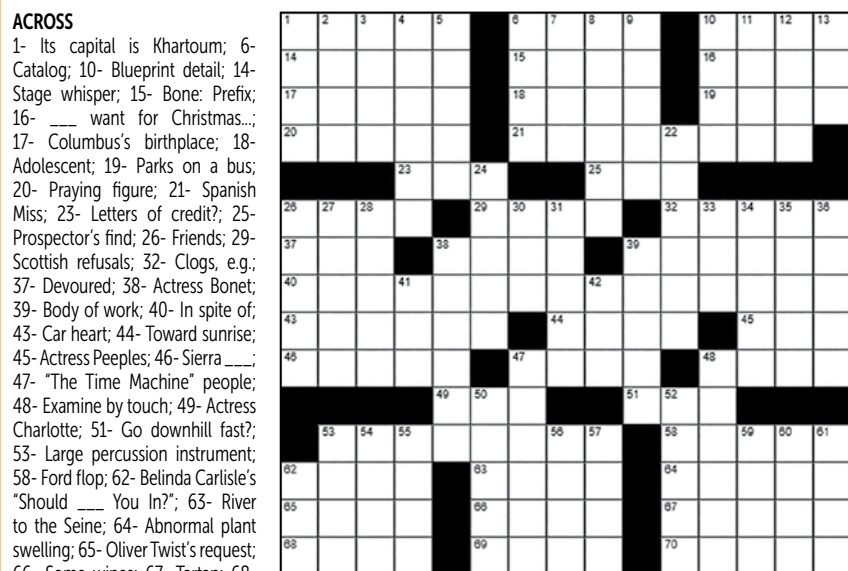 ACROSS
1- Its capital is Khartoum; 6-
Catalog; 10- Blueprint detail; 14-
Stage whisper; 15- Bone: Prefix;
16- ___ want for Christmas...;
17- Columbus's birthplace; 18-
Adolescent; 19- Parks on a bus;
20- Praying figure; 21- Spanish
Miss; 23- Letters of credit?; 25-
Prospector's find; 26- Friends; 29-
Scottish refusals; 32- Clogs, e.g.;
37- Devoured; 38- Actress Bonet;
39- Body of work; 40- In spite of;
43- Car heart; 44- Toward sunrise;
45- Actress Peeples; 46- Sierra ___;
47- "The Time Machine" people;
48- Examine by touch; 49- Actress
Charlotte; 51- Go downhill fast?;
53- Large percussion instrument;
58- Ford flop; 62- Belinda Carlisle's
"Should ___ You In?"; 63- River
to the Seine; 64- Abnormal plant
swelling; 65- Oliver Twist's request;
66- Some wines; 67- Tartan; 68-
1 2 3 4 5 6 7 8 9 10 11 12 13
14 15 16
17 18 19
20 21 22
23 24 25
26 27 28 29 30 31 32 33 34 35 36
37 38 39
40 41 42
43 44 45
46 47 48
49 50 51 52
53 54 55 56 57 58 59 60 61
62 63 64
65 66 67
68 69 70